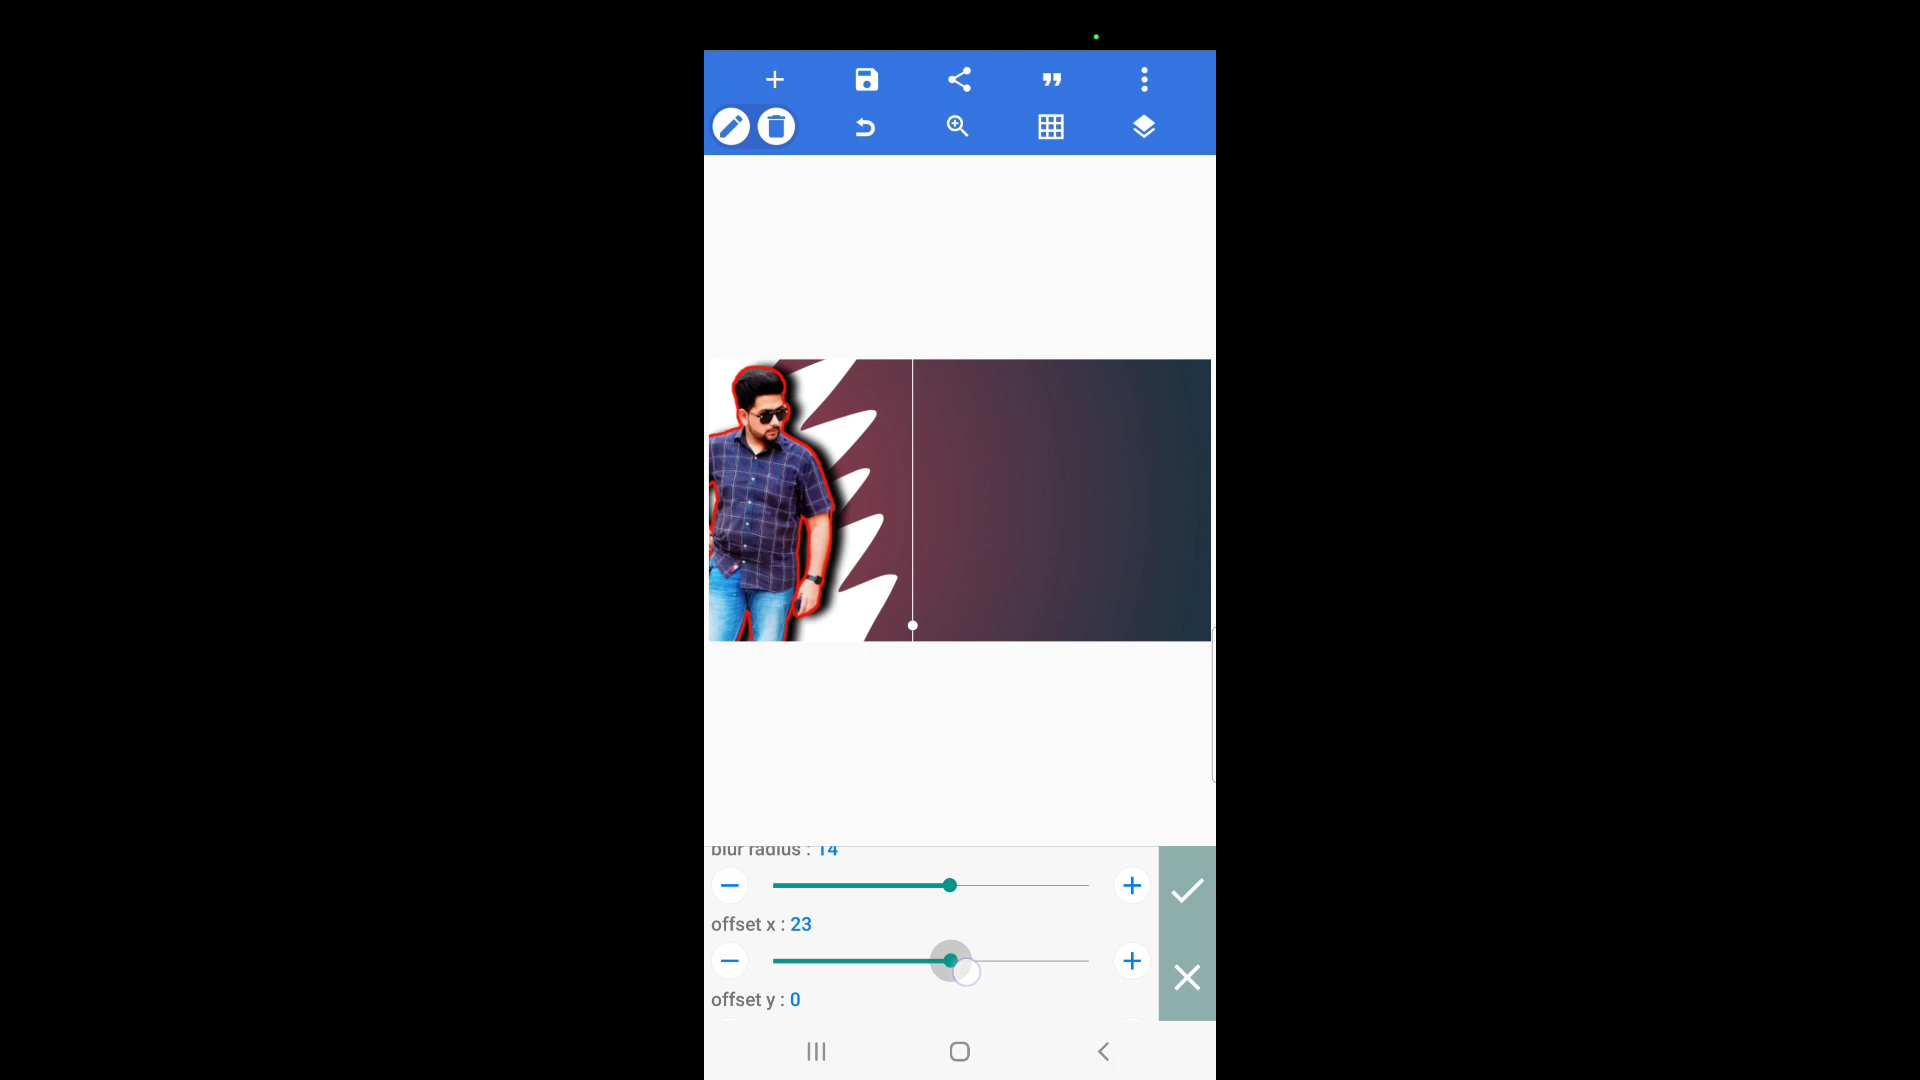 blur radius : 14
offset x : 23
offset y : 0